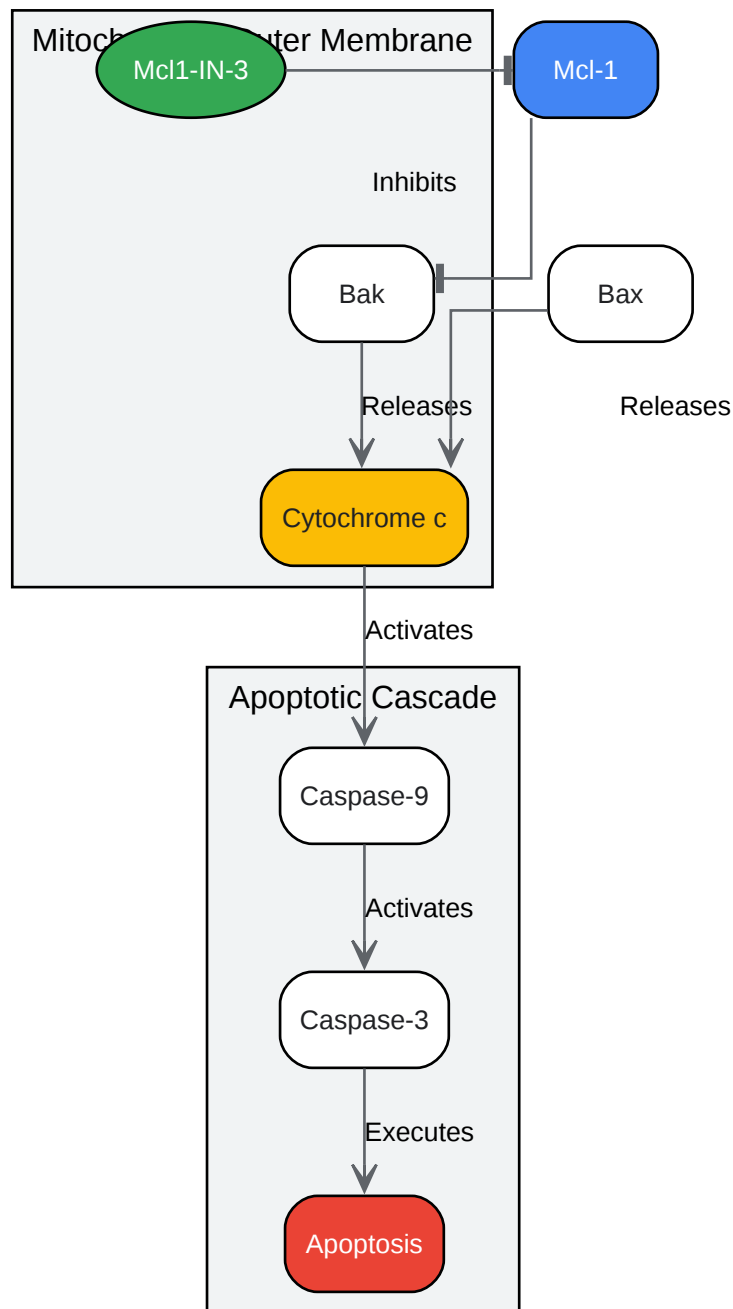 Mitoch uter Membrane
Mcl1-IN-3
Mcl-1
Inhibits
Bak
Bax
Releases
Releases
Cytochrome c
Activates
Apoptotic Cascade
Caspase-9
Activates
Caspase-3
Executes
Apoptosis